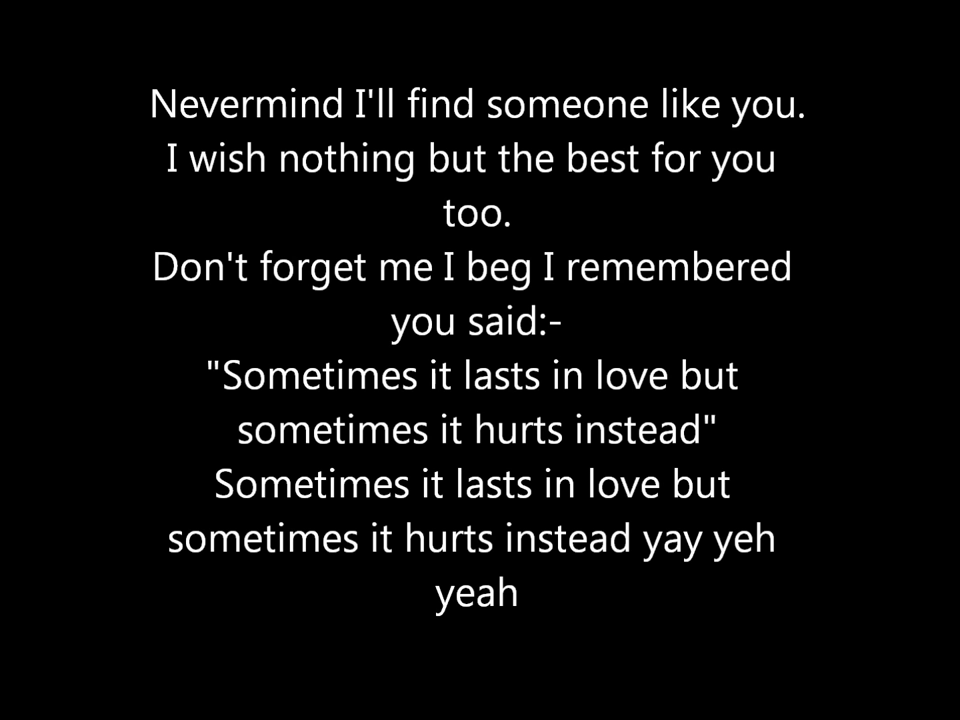 Nevermind I'll find someone like you.
I wish nothing but the best for you
too.
Don't forget me I beg I remembered
you said:-
"Sometimes it lasts in love but
sometimes it hurts instead"
Sometimes it lasts in love but
sometimes it hurts instead yay yeh
yeah